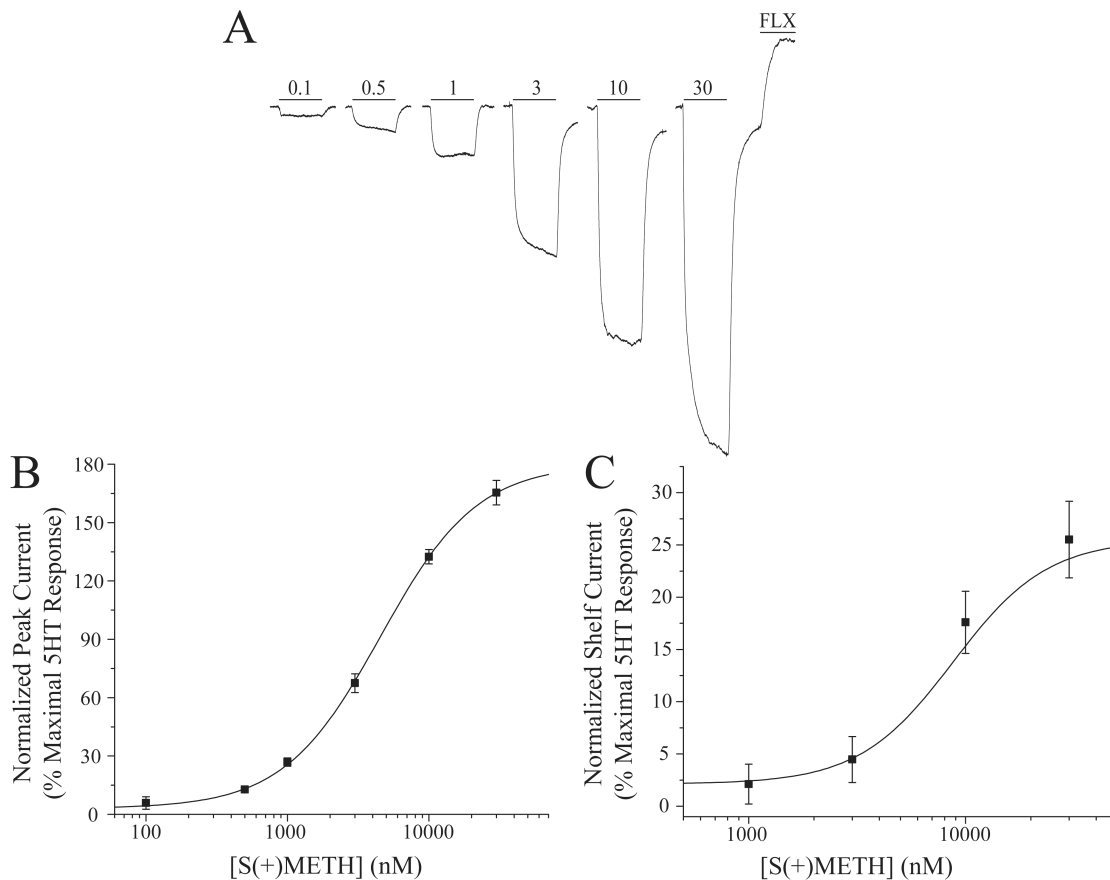 A
FLX
0.1 0.5 1 3 10 30
B
Normalized Peak Current
(% Maximal 5HT Response)
180
150
120
90
60
30
0
100 1000 10000
[S(+)METH] (nM)
C
Normalized Shelf Current
(% Maximal 5HT Response)
30
25
20
15
10
5
0
1000 10000
[S(+)METH] (nM)